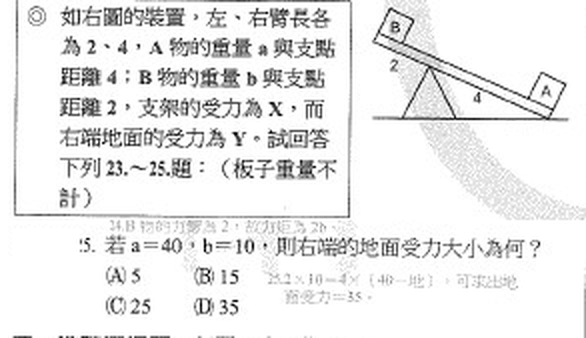 ◎ 如右圖的裝置，左、右臂長各
為 2、4，A 物的重量 a 與支點
距離 4；B 物的重量 b 與支點
距離 2，支架的受力為 X，而
右端地面的受力為 Y。試回答
下列 23.～25.題：（板子重量不
計）
B
2
4
A
24.B 物的力臂為 2，故力矩為 2b。
5. 若 a＝40，b＝10，則右端的地面受力大小為何？
(A) 5 (B) 15
(C) 25 (D) 35
25.2×10＝4×（40－地），可求出地
面受力＝35。